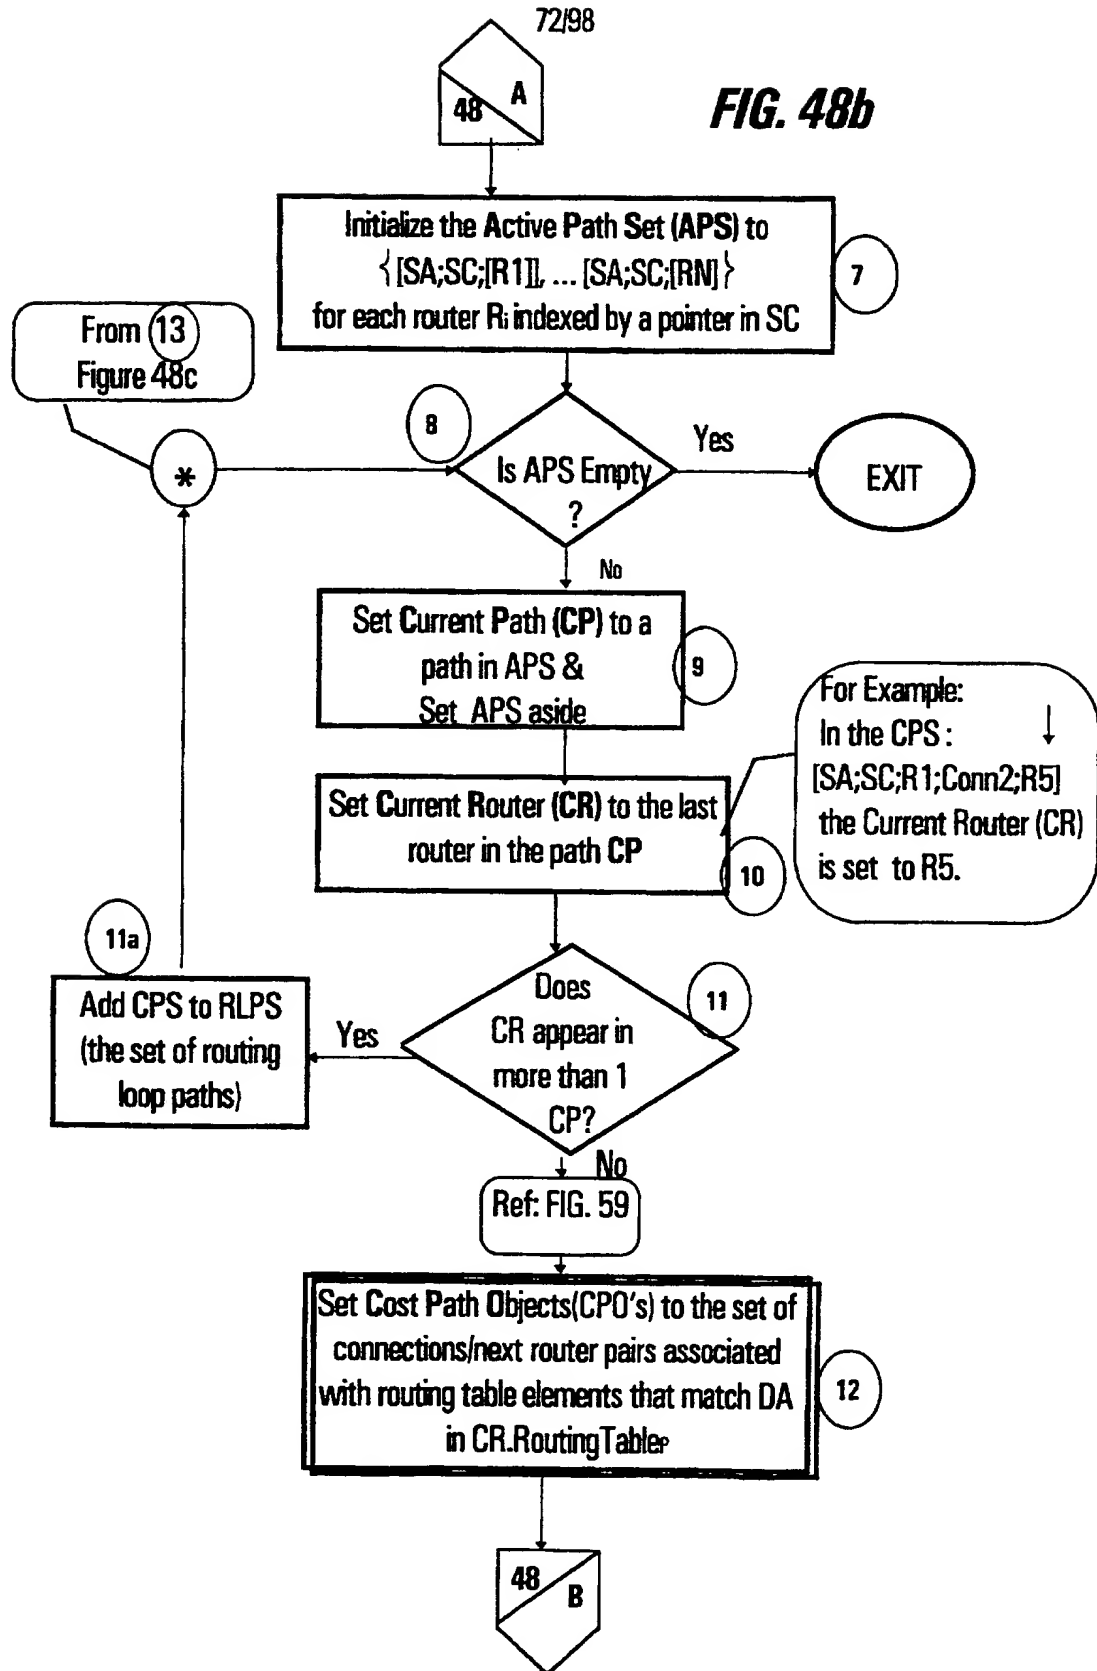 72/98
48 A
FIG. 48b
Initialize the Active Path Set (APS) to
{[SA;SC;[R1]], ... [SA;SC;[RN]}
for each router Ri indexed by a pointer in SC
7
From 13
Figure 48c
8
*
Is APS Empty
?
Yes
EXIT
No
Set Current Path (CP) to a
path in APS &
Set APS aside
9
For Example:
In the CPS :
[SA;SC;R1;Conn2;R5]
the Current Router (CR)
is set to R5.
Set Current Router (CR) to the last
router in the path CP
10
11a
Add CPS to RLPS
(the set of routing
loop paths)
Yes
Does
CR appear in
more than 1
CP?
11
No
Ref: FIG. 59
Set Cost Path Objects(CPO's) to the set of
connections/next router pairs associated
with routing table elements that match DA
in CR.RoutingTableP
12
48 B